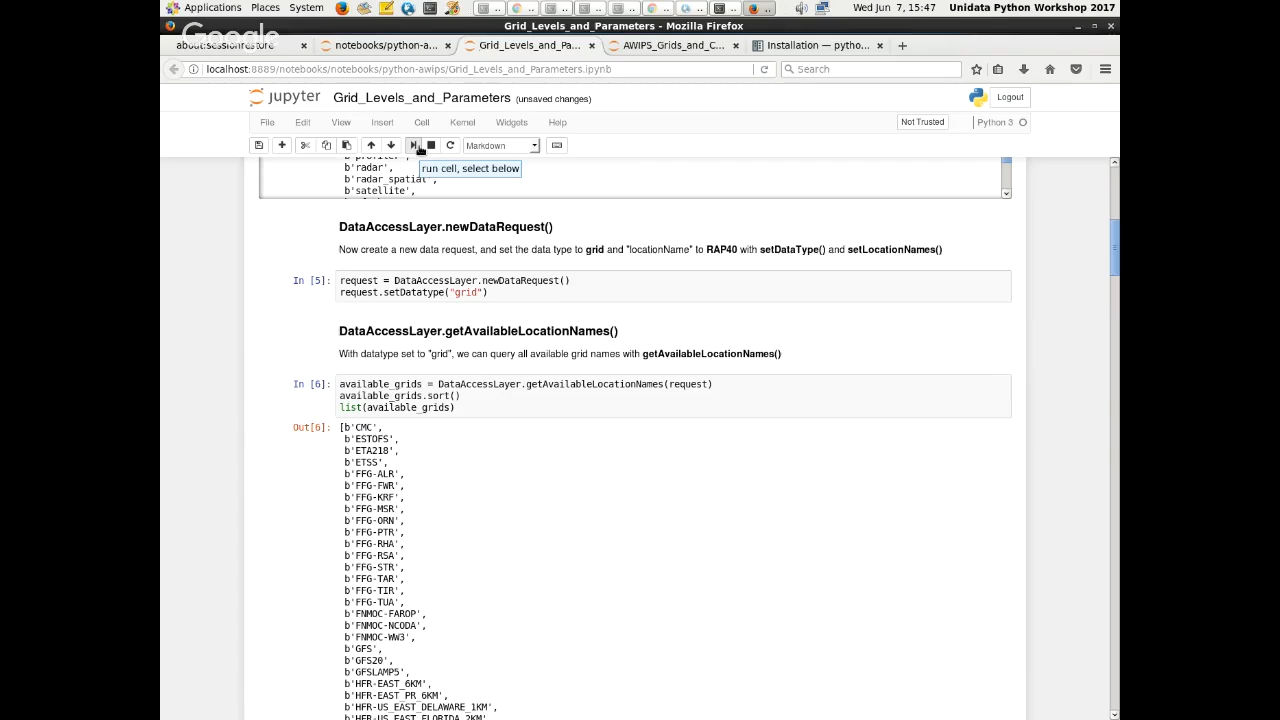 Applications Places System Wed Jun 7, 15:47 Unidata Python Workshop 2017
Grid_Levels_and_Parameters - Mozilla Firefox
Google
about:sessionrestore notebooks/python-a... Grid_Levels_and_Pa... AWIPS_Grids_and_C... Installation — pytho...
localhost:8889/notebooks/notebooks/python-awips/Grid_Levels_and_Parameters.ipynb Search
jupyter Grid_Levels_and_Parameters (unsaved changes) Logout
File Edit View Insert Cell Kernel Widgets Help Not Trusted Python 3
Markdown
b'profiler',
b'radar',
run cell, select below
b'radar_spatial',
b'satellite',
DataAccessLayer.newDataRequest()
Now create a new data request, and set the data type to grid and "locationName" to RAP40 with setDataType() and setLocationNames()
In [5]: request = DataAccessLayer.newDataRequest()
request.setDatatype("grid")
DataAccessLayer.getAvailableLocationNames()
With datatype set to "grid", we can query all available grid names with getAvailableLocationNames()
In [6]: available_grids = DataAccessLayer.getAvailableLocationNames(request)
available_grids.sort()
list(available_grids)
Out[6]: [b'CMC',
b'ESTOFS',
b'ETA218',
b'ETSS',
b'FFG-ALR',
b'FFG-FWR',
b'FFG-KRF',
b'FFG-MSR',
b'FFG-ORN',
b'FFG-PTR',
b'FFG-RHA',
b'FFG-RSA',
b'FFG-STR',
b'FFG-TAR',
b'FFG-TIR',
b'FFG-TUA',
b'FNMOC-FAROP',
b'FNMOC-NCODA',
b'FNMOC-WW3',
b'GFS',
b'GFS20',
b'GFSLAMP5',
b'HFR-EAST_6KM',
b'HFR-EAST_PR_6KM',
b'HFR-US_EAST_DELAWARE_1KM',
b'HFR-US_EAST_FLORIDA_2KM',